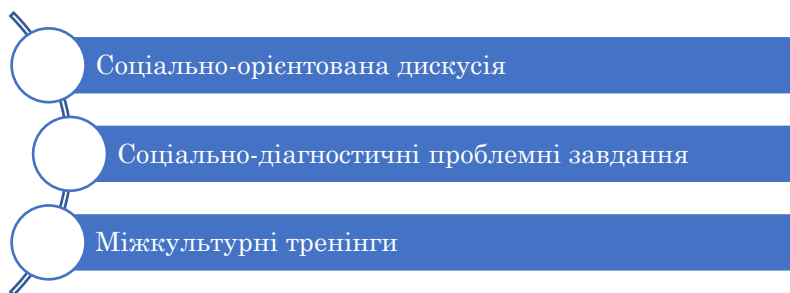 Соціально-орієнтована дискусія
Соціально-діагностичні проблемні завдання
Міжкультурні тренінги